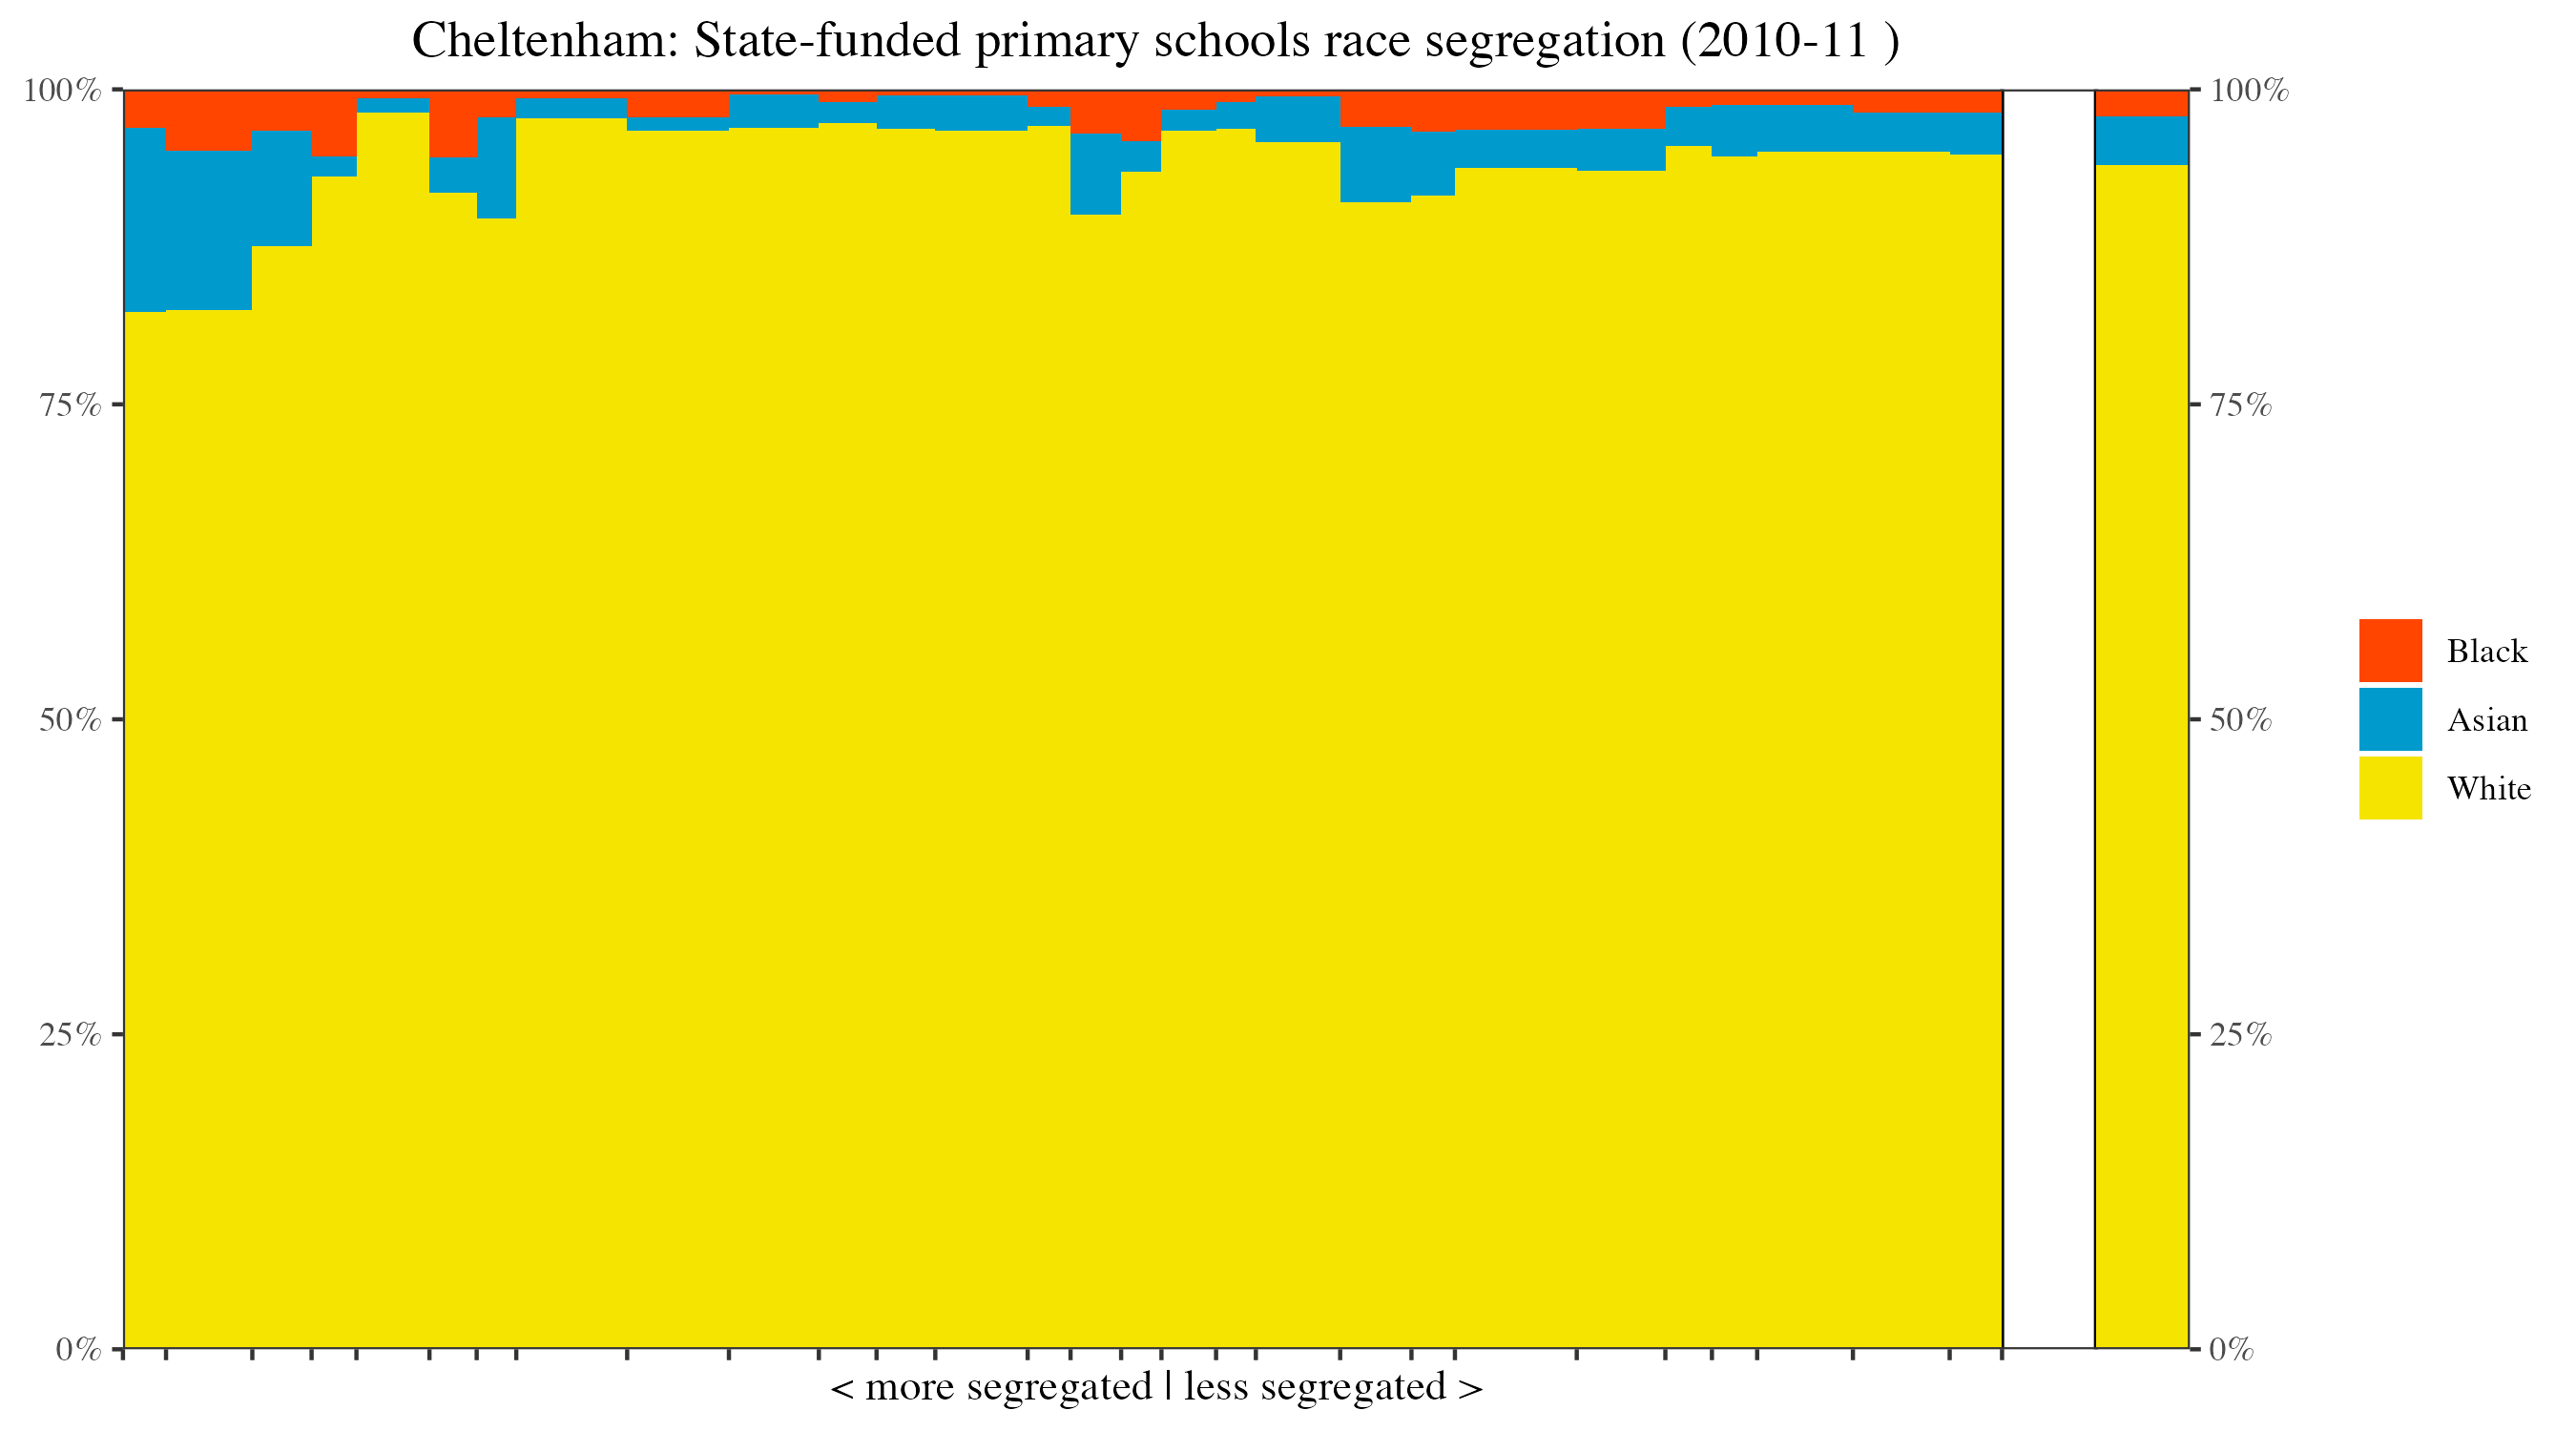 Cheltenham: State-funded primary schools race segregation (2010-11 )
100%
75%
50%
25%
0%
100%
75%
50%
25%
0%
Black
Asian
White
< more segregated | less segregated >